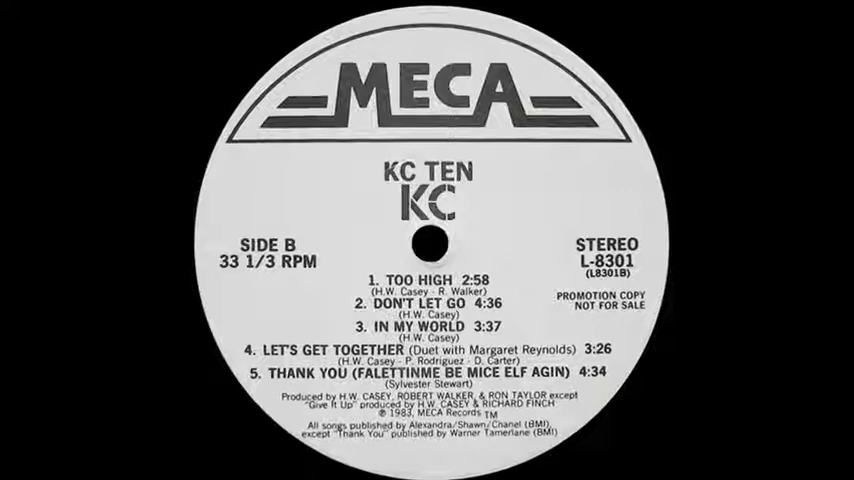 MECA
KC TEN
KC
SIDE B
33 1/3 RPM
STEREO
L-8301
(L8301B)
PROMOTION COPY
NOT FOR SALE
1. TOO HIGH 2:58
(H.W. Casey - R. Walker)
2. DON'T LET GO 4:36
(H.W. Casey)
3. IN MY WORLD 3:37
(H.W. Casey)
4. LET'S GET TOGETHER (Duet with Margaret Reynolds) 3:26
(H.W. Casey - P. Rodriguez - D. Carter)
5. THANK YOU (FALETTINME BE MICE ELF AGIN) 4:34
(Sylvester Stewart)
Produced by H.W. CASEY, ROBERT WALKER, & RON TAYLOR except
"Give It Up" produced by H.W. CASEY & RICHARD FINCH
℗ 1983, MECA Records TM
All songs published by Alexandra/Shawn/Chanel (BMI)
except "Thank You" published by Warner Tamerlane (BMI)